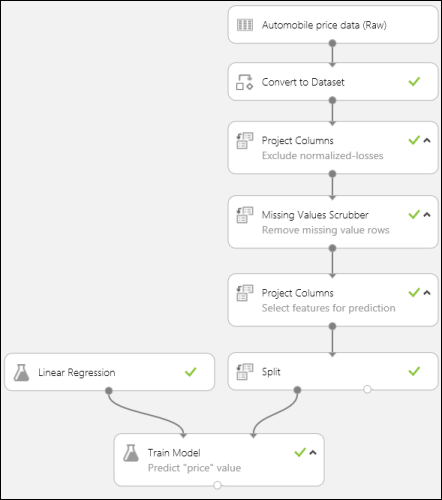 Automobile price data (Raw)
Convert to Dataset
Project Columns
Exclude normalized-losses
Missing Values Scrubber
Remove missing value rows
Project Columns
Select features for prediction
Linear Regression
Split
Train Model
Predict "price" value